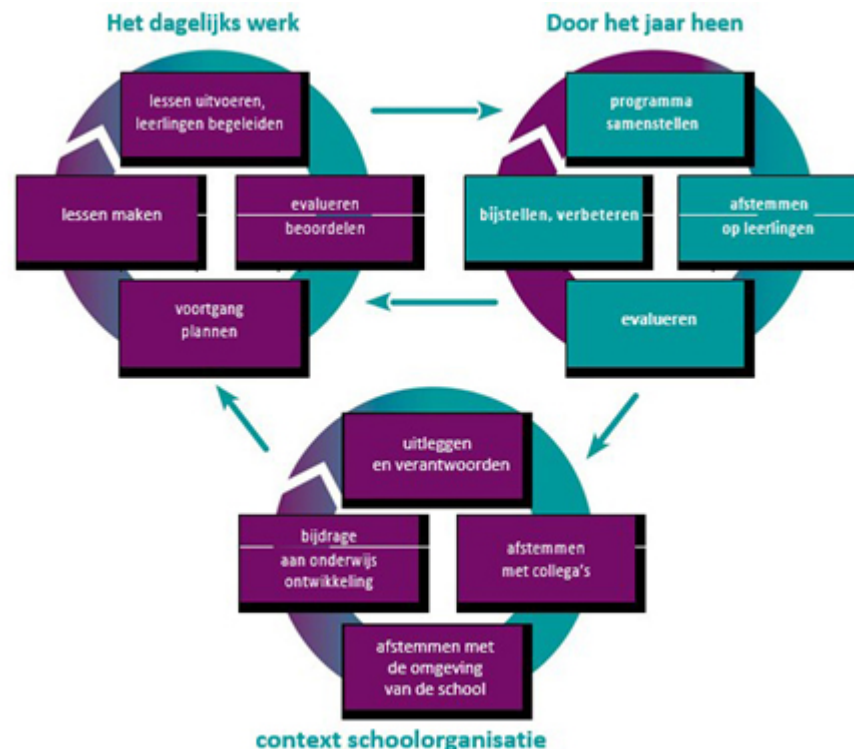 Het dagelijks werk
lessen uitvoeren,
leerlingen begeleiden
lessen maken
evalueren
beoordelen
voortgang
plannen
Door het jaar heen
programma
samenstellen
bijstellen, verbeteren
afstemmen
op leerlingen
evalueren
uitleggen
en verantwoorden
bijdrage
aan onderwijs
ontwikkeling
afstemmen
met collega's
afstemmen met
de omgeving
van de school
context schoolorganisatie